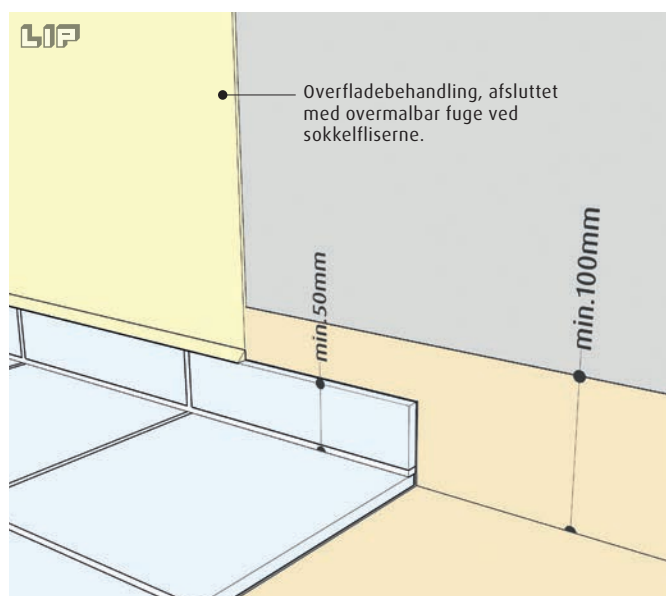 LIP
Overfladebehandling, afsluttet
med overmalbar fuge ved
sokkelfliserne.
min.50mm
min.100mm